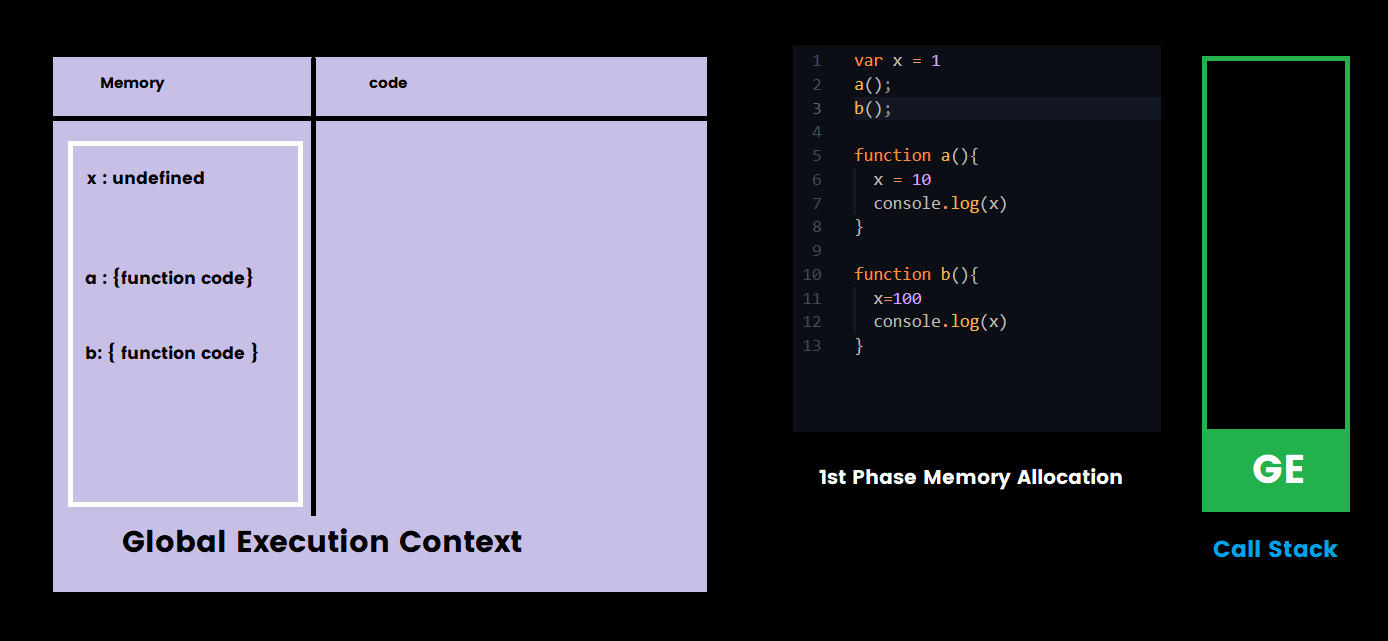 Memory
code
x : undefined
a : {function code}
b: { function code }
Global Execution Context
1 var x = 1
2 a();
3 b();
4
5 function a(){
6   x = 10
7   console.log(x)
8 }
9
10 function b(){
11   x=100
12   console.log(x)
13 }
1st Phase Memory Allocation
GE
Call Stack